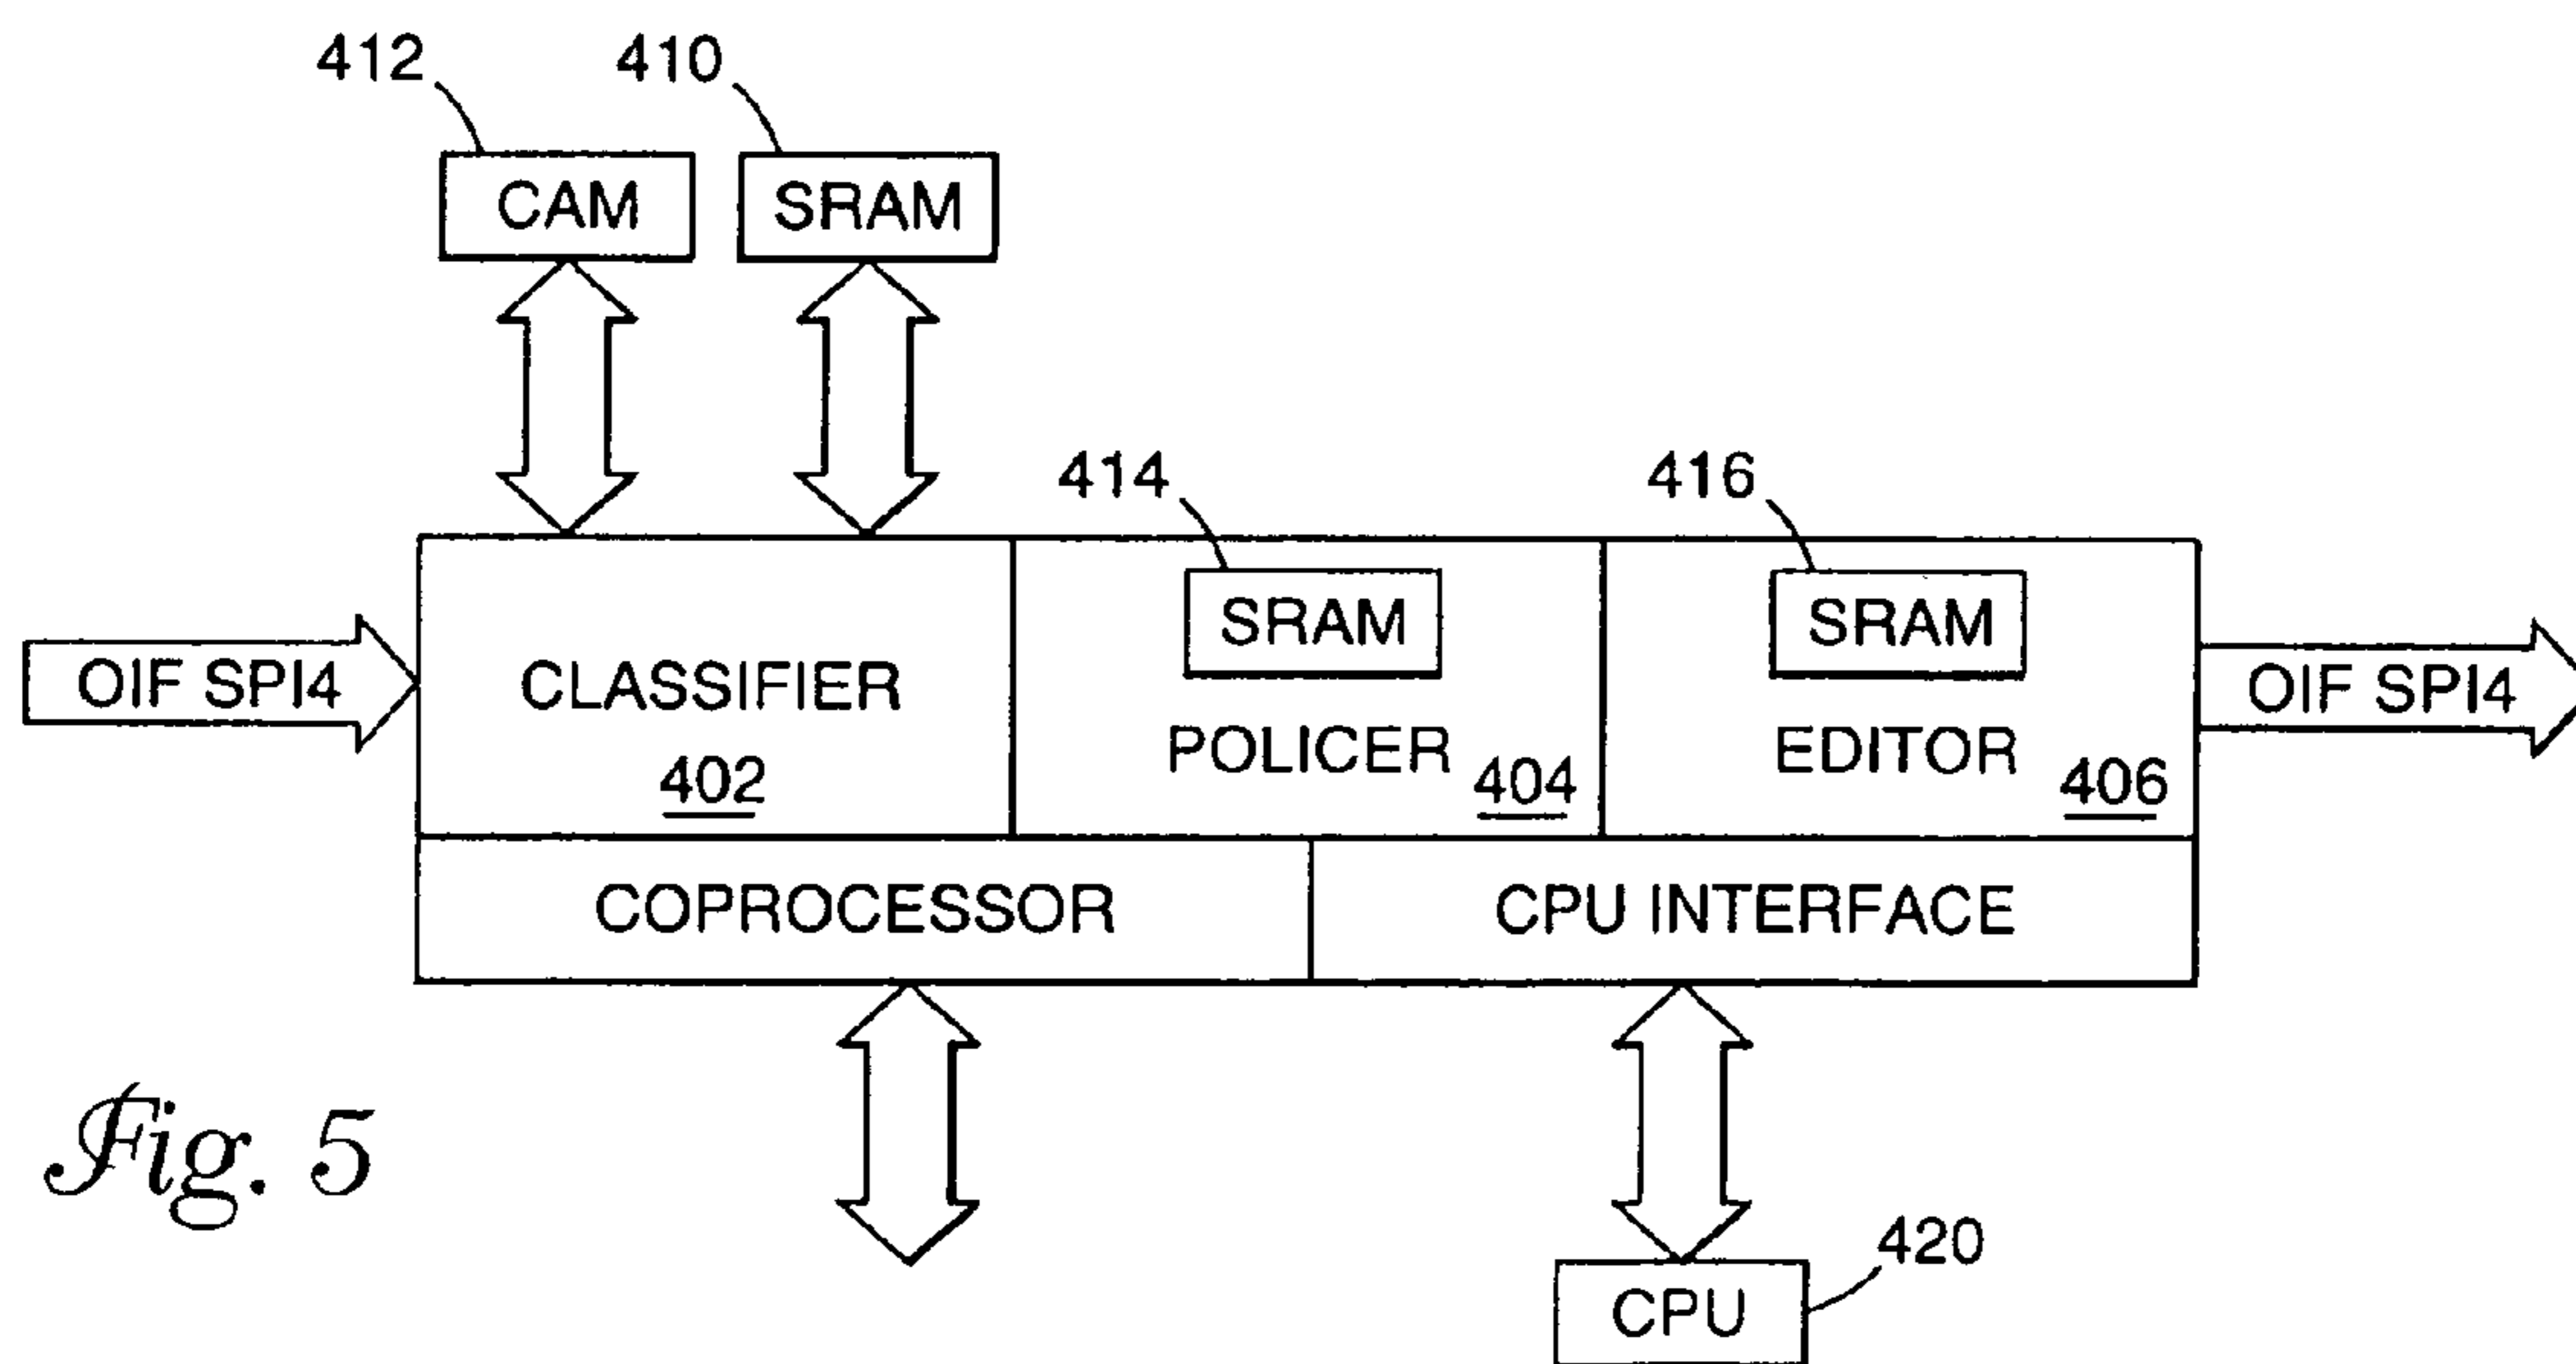 412 410
CAM SRAM
414 416
SRAM SRAM
OIF SPI4 CLASSIFIER POLICER EDITOR OIF SPI4
402 404 406
COPROCESSOR CPU INTERFACE
Fig. 5
420
CPU